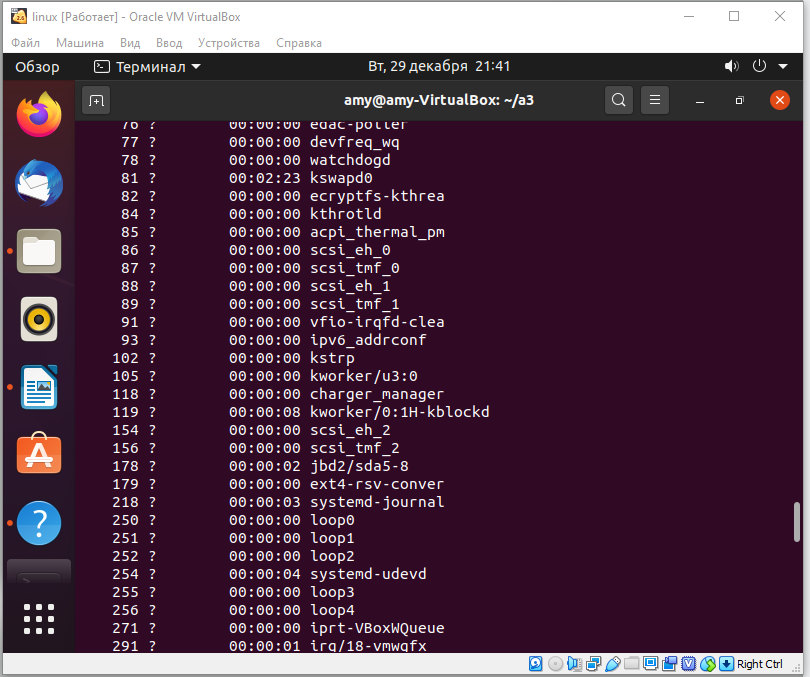 linux [Работает] - Oracle VM VirtualBox
Файл Машина Вид Ввод Устройства Справка
Обзор Терминал Вт, 29 декабря 21:41
amy@amy-VirtualBox: ~/a3
76 ? 00:00:00 edac-poller
77 ? 00:00:00 devfreq_wq
78 ? 00:00:00 watchdogd
81 ? 00:02:23 kswapd0
82 ? 00:00:00 ecryptfs-kthrea
84 ? 00:00:00 kthrotld
85 ? 00:00:00 acpi_thermal_pm
86 ? 00:00:00 scsi_eh_0
87 ? 00:00:00 scsi_tmf_0
88 ? 00:00:00 scsi_eh_1
89 ? 00:00:00 scsi_tmf_1
91 ? 00:00:00 vfio-irqfd-clea
93 ? 00:00:00 ipv6_addrconf
102 ? 00:00:00 kstrp
105 ? 00:00:00 kworker/u3:0
118 ? 00:00:00 charger_manager
119 ? 00:00:08 kworker/0:1H-kblockd
154 ? 00:00:00 scsi_eh_2
156 ? 00:00:00 scsi_tmf_2
178 ? 00:00:02 jbd2/sda5-8
179 ? 00:00:00 ext4-rsv-conver
218 ? 00:00:03 systemd-journal
250 ? 00:00:00 loop0
251 ? 00:00:00 loop1
252 ? 00:00:00 loop2
254 ? 00:00:04 systemd-udevd
255 ? 00:00:00 loop3
256 ? 00:00:00 loop4
271 ? 00:00:00 iprt-VBoxWQueue
291 ? 00:00:01 irq/18-vmwgfx
Right Ctrl